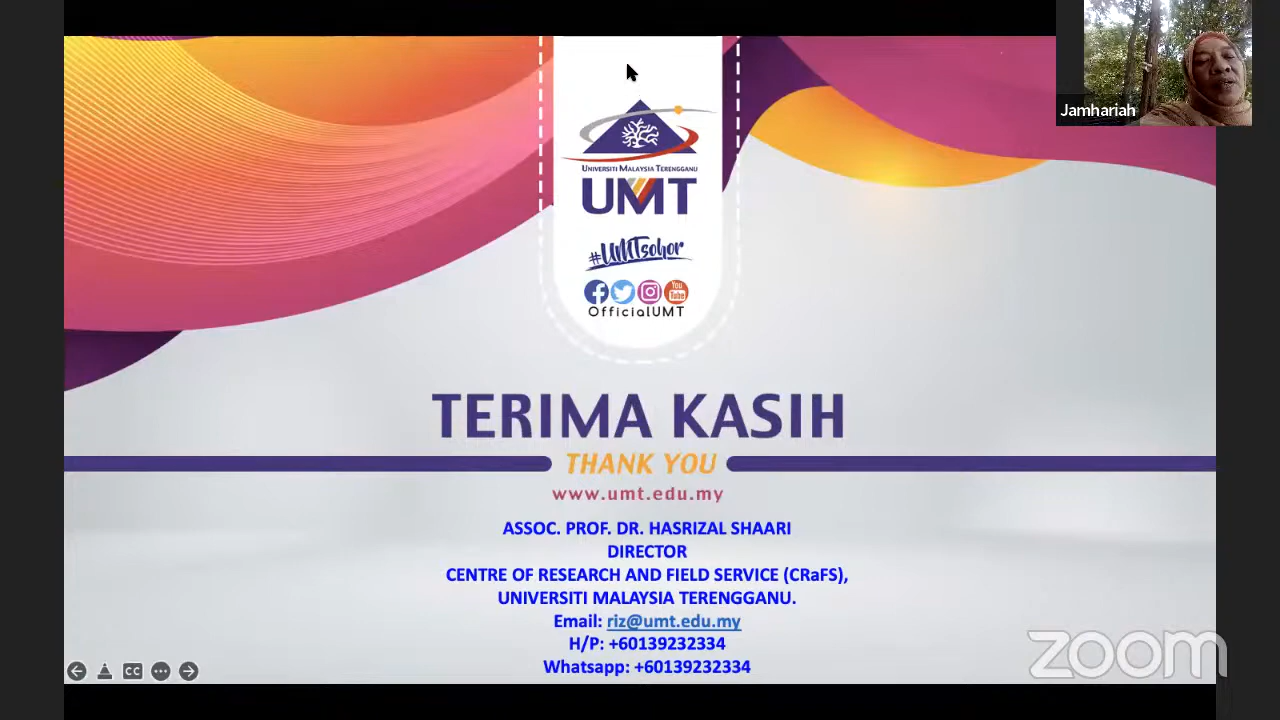 Jamhariah
UNIVERSITI MALAYSIA TERENGGANU
UMT
#UMTsohor
You
Tube
OfficialUMT
TERIMA KASIH
THANK YOU
www.umt.edu.my
ASSOC. PROF. DR. HASRIZAL SHAARI
DIRECTOR
CENTRE OF RESEARCH AND FIELD SERVICE (CRaFS),
UNIVERSITI MALAYSIA TERENGGANU.
Email: riz@umt.edu.my
H/P: +60139232334
Whatsapp: +60139232334
CC
zoom